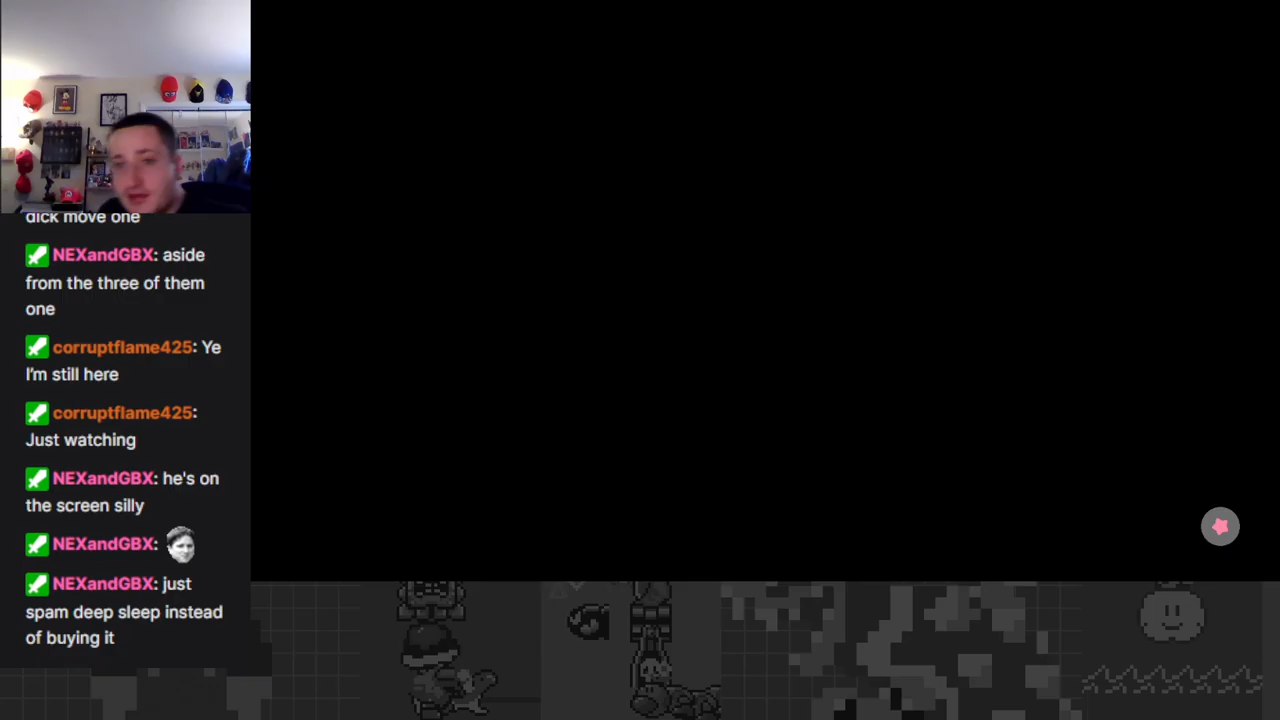 dick move one
NEXandGBX: aside
from the three of them
one
corruptflame425: Ye
I'm still here
corruptflame425:
Just watching
NEXandGBX: he's on
the screen silly
NEXandGBX:
NEXandGBX: just
spam deep sleep instead
of buying it